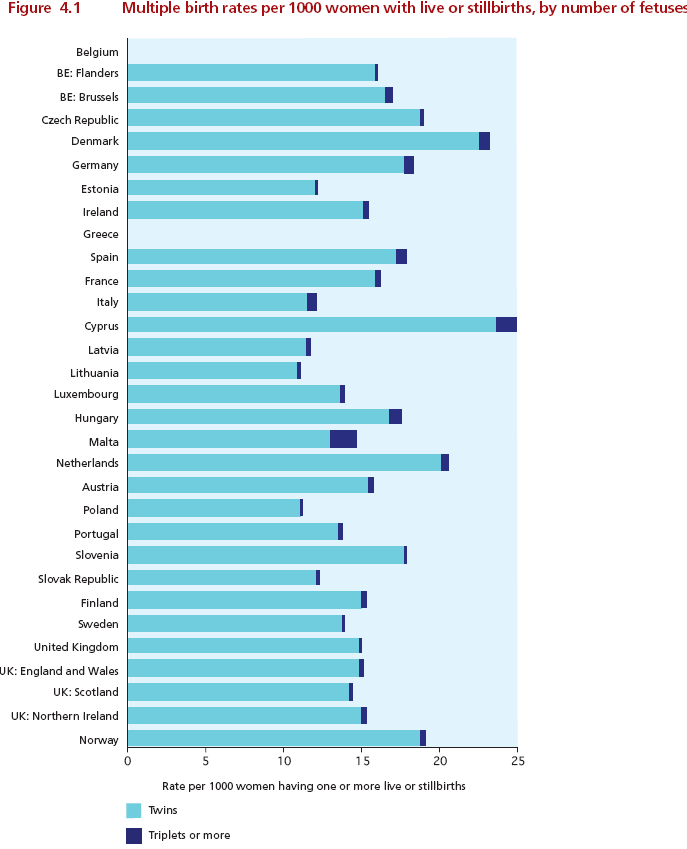 Figure 4.1 Multiple birth rates per 1000 women with live or stillbirths, by number of fetuses
Belgium
BE: Flanders
BE: Brussels
Czech Republic
Denmark
Germany
Estonia
Ireland
Greece
Spain
France
Italy
Cyprus
Latvia
Lithuania
Luxembourg
Hungary
Malta
Netherlands
Austria
Poland
Portugal
Slovenia
Slovak Republic
Finland
Sweden
United Kingdom
UK: England and Wales
UK: Scotland
UK: Northern Ireland
Norway
0 5 10 15 20 25
Rate per 1000 women having one or more live or stillbirths
Twins
Triplets or more